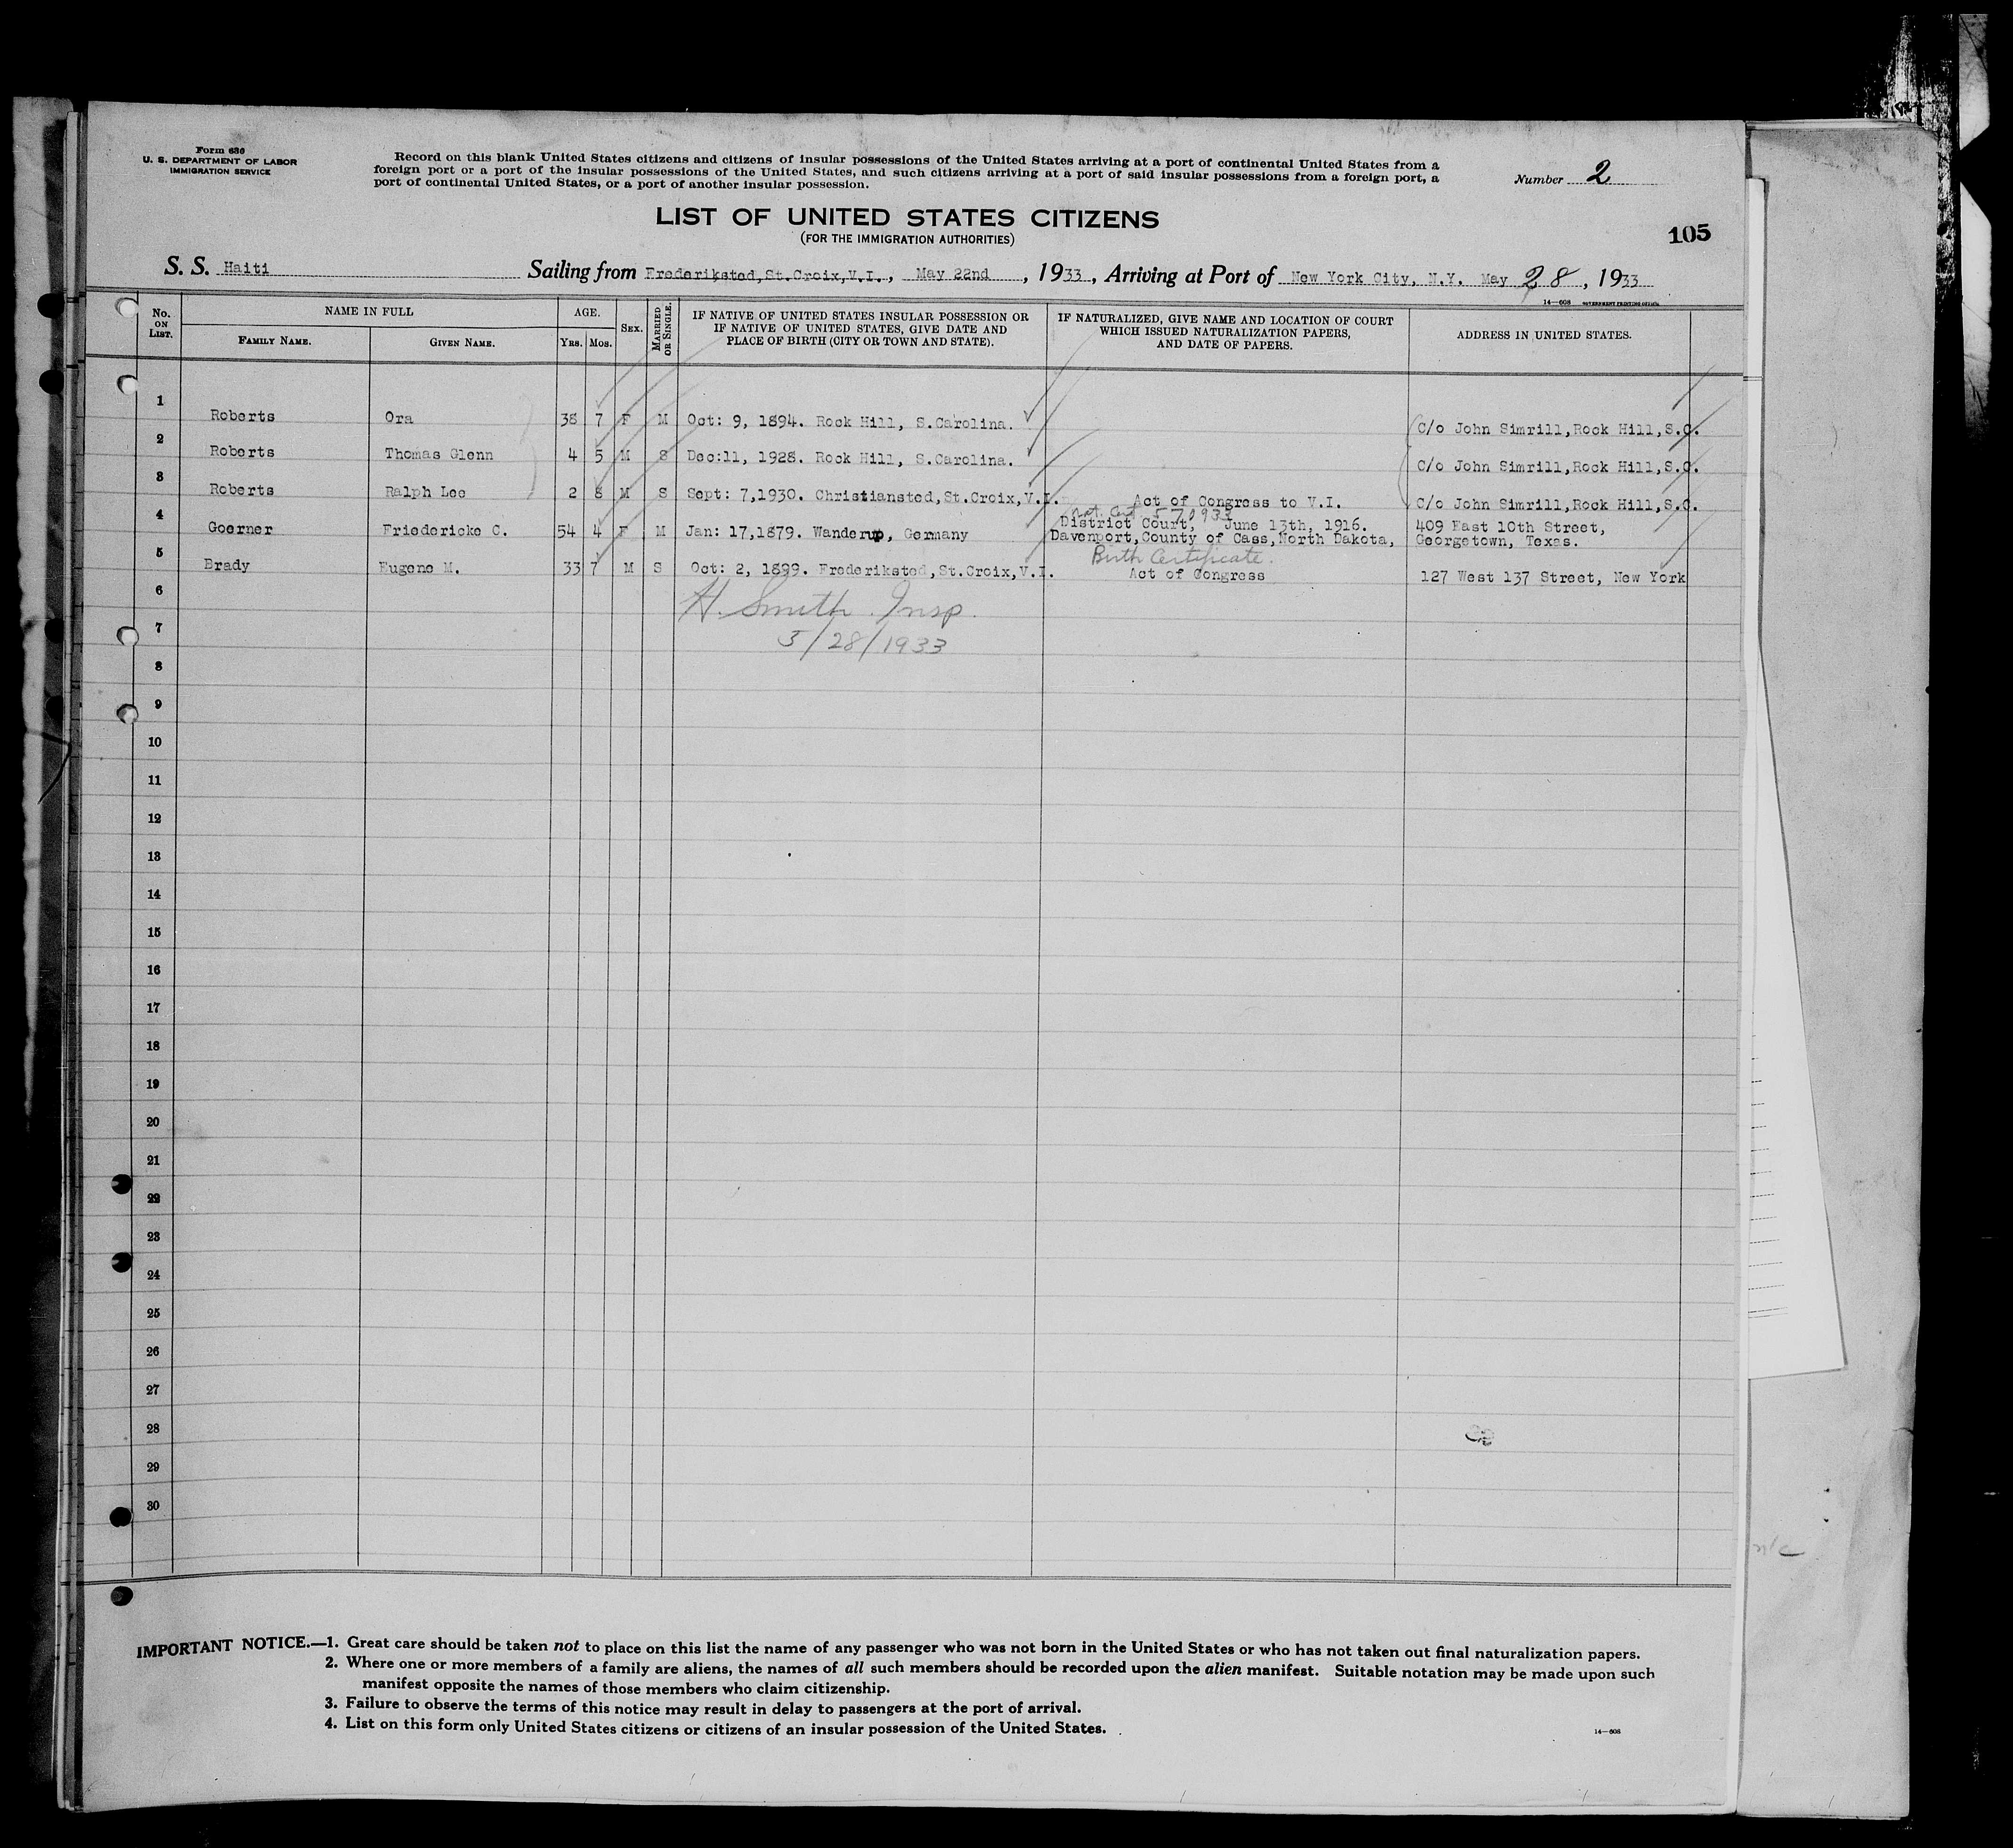 Form 630
U. S. DEPARTMENT OF LABOR
IMMIGRATION SERVICE
Record on this blank United States citizens and citizens of insular possessions of the United States arriving at a port of continental United States from a
foreign port or a port of the insular possessions of the United States, and such citizens arriving at a port of said insular possessions from a foreign port, a
port of continental United States, or a port of another insular possession.
Number 2
LIST OF UNITED STATES CITIZENS
(FOR THE IMMIGRATION AUTHORITIES)
105
S. S. Haiti Sailing from Frederiksted, St.Croix, V.I., May 22nd, 1933, Arriving at Port of New York City, N.Y. May 28, 1933
14—608 GOVERNMENT PRINTING OFFICE
No. ON LIST. NAME IN FULL AGE. SEX. MARRIED OR SINGLE. IF NATIVE OF UNITED STATES INSULAR POSSESSION OR IF NATIVE OF UNITED STATES, GIVE DATE AND PLACE OF BIRTH (CITY OR TOWN AND STATE). IF NATURALIZED, GIVE NAME AND LOCATION OF COURT WHICH ISSUED NATURALIZATION PAPERS, AND DATE OF PAPERS. ADDRESS IN UNITED STATES.
FAMILY NAME. GIVEN NAME. YRS. MOS.
1 Roberts Ora 38 7 F M Oct: 9, 1894. Rock Hill, S.Carolina. C/o John Simrill, Rock Hill, S.C.
2 Roberts Thomas Glenn 4 5 M S Dec:11, 1928. Rock Hill, S.Carolina. C/o John Simrill, Rock Hill, S.C.
3 Roberts Ralph Lee 2 8 M S Sept: 7,1930. Christiansted, St.Croix, V.I. Act of Congress to V.I. C/o John Simrill, Rock Hill, S.C.
Nat. Cert. 570933
4 Goerner Friedericke C. 54 4 F M Jan: 17,1879. Wanderup, Germany District Court, June 13th, 1916. 409 East 10th Street,
Davenport, County of Cass, North Dakota, Georgetown, Texas.
Birth Certificate.
5 Brady Eugene M. 33 7 M S Oct: 2, 1899. Frederiksted, St.Croix, V.I. Act of Congress 127 West 137 Street, New York
6
H. Smith Insp.
7
5/28/1933
8
9
10
11
12
13
14
15
16
17
18
19
20
21
22
23
24
25
26
27
28
29
30
IMPORTANT NOTICE.—1. Great care should be taken not to place on this list the name of any passenger who was not born in the United States or who has not taken out final naturalization papers.
2. Where one or more members of a family are aliens, the names of all such members should be recorded upon the alien manifest. Suitable notation may be made upon such
manifest opposite the names of those members who claim citizenship.
3. Failure to observe the terms of this notice may result in delay to passengers at the port of arrival.
4. List on this form only United States citizens or citizens of an insular possession of the United States.
14—608